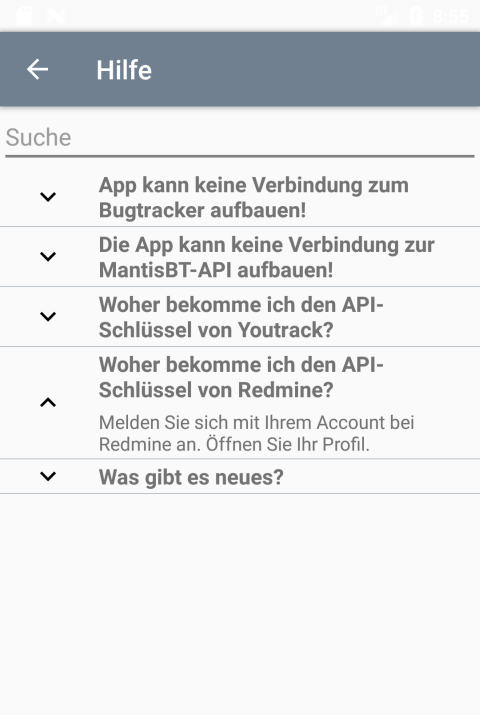 8:55
Hilfe
Suche
App kann keine Verbindung zum
Bugtracker aufbauen!
Die App kann keine Verbindung zur
MantisBT-API aufbauen!
Woher bekomme ich den API-
Schlüssel von Youtrack?
Woher bekomme ich den API-
Schlüssel von Redmine?
Melden Sie sich mit Ihrem Account bei
Redmine an. Öffnen Sie Ihr Profil.
Was gibt es neues?